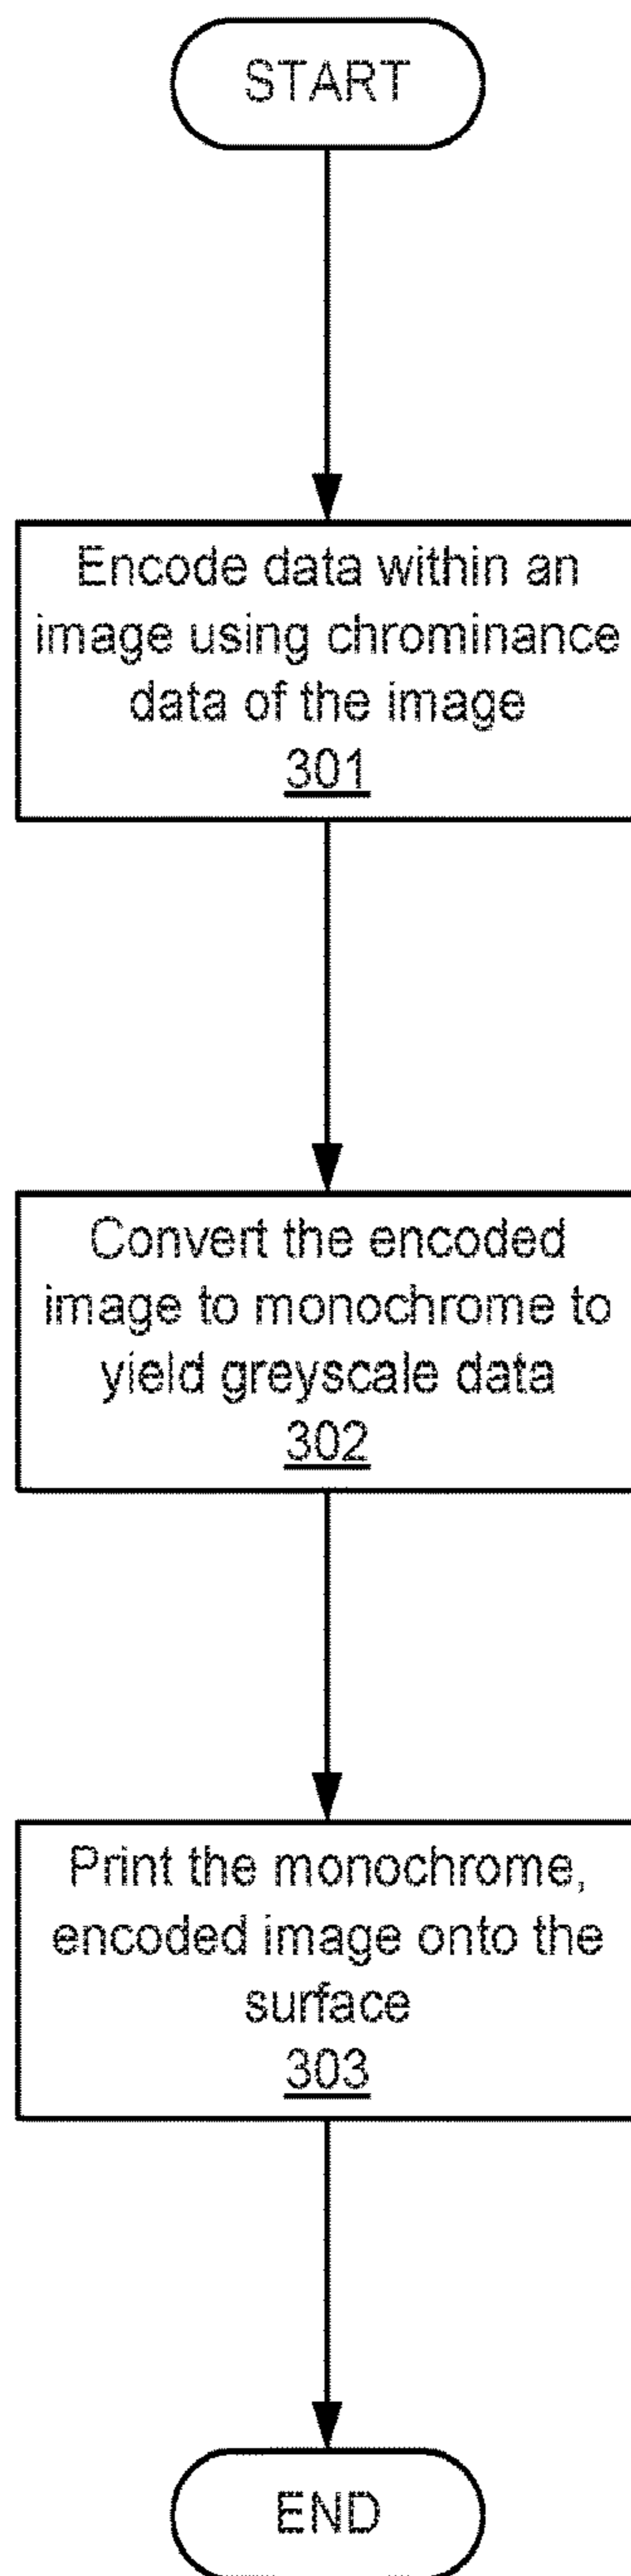 START
Encode data within an
image using chrominance
data of the image
301
Convert the encoded
image to monochrome to
yield greyscale data
302
Print the monochrome,
encoded image onto the
surface
303
END